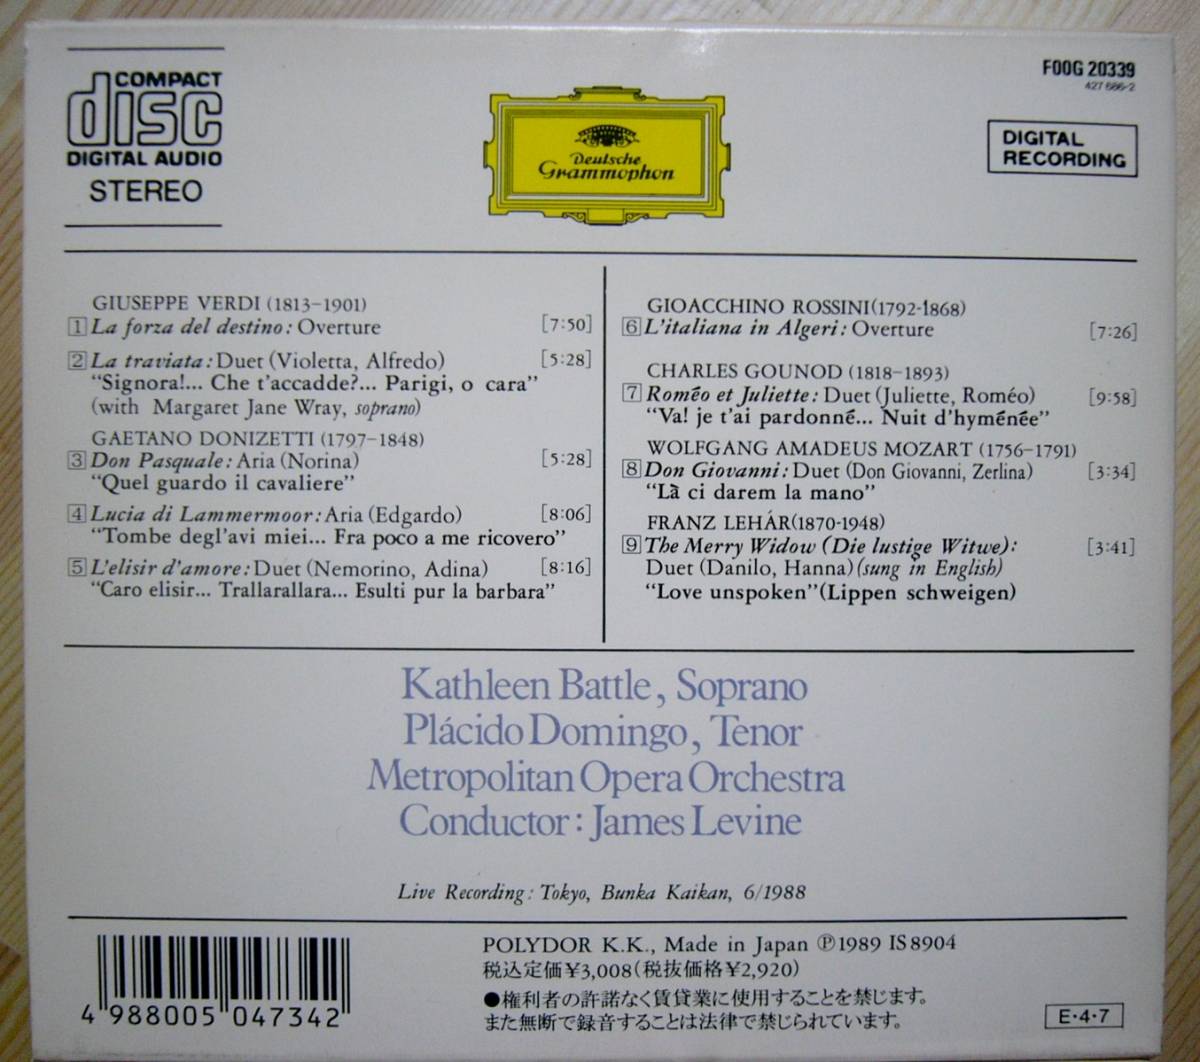 COMPACT
disc
DIGITAL AUDIO
STEREO
Deutsche
Grammophon
F00G 20339
427 686-2
DIGITAL
RECORDING
GIUSEPPE VERDI (1813–1901)
1 La forza del destino: Overture [7:50]
2 La traviata: Duet (Violetta, Alfredo) [5:28]
“Signora!... Che t'accadde?... Parigi, o cara”
(with Margaret Jane Wray, soprano)
GAETANO DONIZETTI (1797–1848)
3 Don Pasquale: Aria (Norina) [5:28]
“Quel guardo il cavaliere”
4 Lucia di Lammermoor: Aria (Edgardo) [8:06]
“Tombe degl'avi miei... Fra poco a me ricovero”
5 L'elisir d'amore: Duet (Nemorino, Adina) [8:16]
“Caro elisir... Trallarallara... Esulti pur la barbara”
GIOACCHINO ROSSINI(1792-1868)
6 L'italiana in Algeri: Overture [7:26]
CHARLES GOUNOD (1818–1893)
7 Roméo et Juliette: Duet (Juliette, Roméo) [9:58]
“Va! je t'ai pardonné... Nuit d'hyménée”
WOLFGANG AMADEUS MOZART (1756–1791)
8 Don Giovanni: Duet (Don Giovanni, Zerlina) [3:34]
“Là ci darem la mano”
FRANZ LEHÁR(1870-1948)
9 The Merry Widow (Die lustige Witwe): [3:41]
Duet (Danilo, Hanna) (sung in English)
“Love unspoken”(Lippen schweigen)
Kathleen Battle, Soprano
Plácido Domingo, Tenor
Metropolitan Opera Orchestra
Conductor: James Levine
Live Recording: Tokyo, Bunka Kaikan, 6/1988
4 988005 047342
POLYDOR K.K., Made in Japan ℗1989 IS 8904
税込定価¥3,008(税抜価格¥2,920)
●権利者の許諾なく賃貸業に使用することを禁じます。
また無断で録音することは法律で禁じられています。
E・4・7